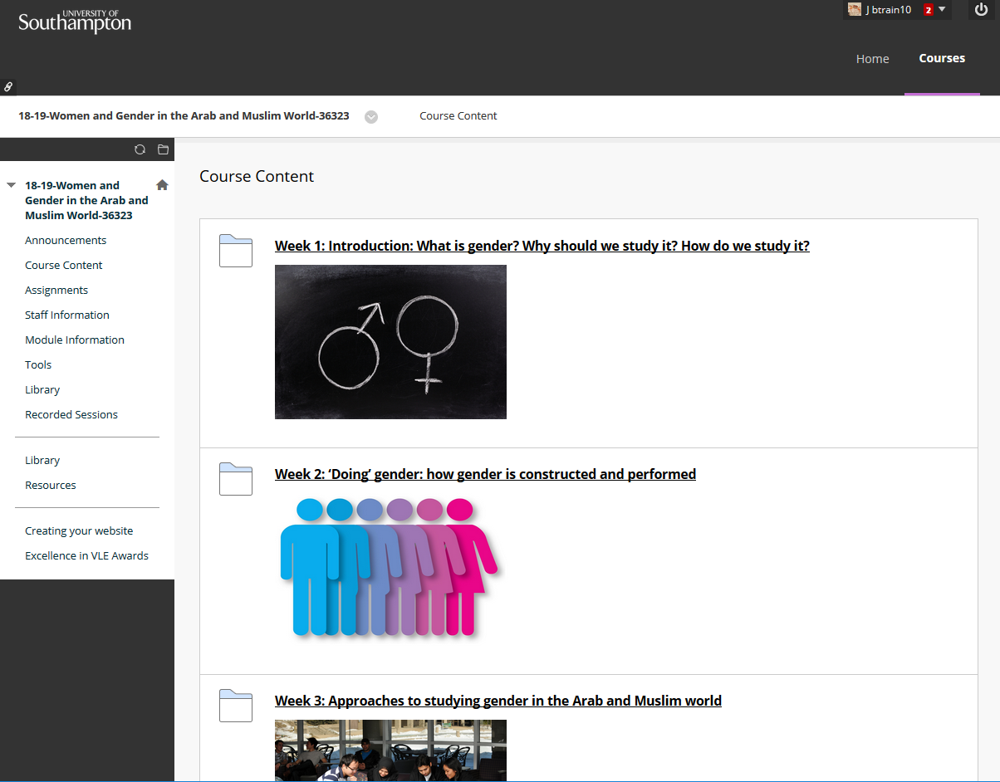 UNIVERSITY OF
Southampton
J btrain10
2
Home
Courses
18-19-Women and Gender in the Arab and Muslim World-36323
Course Content
18-19-Women and
Gender in the Arab and
Muslim World-36323
Announcements
Course Content
Assignments
Staff Information
Module Information
Tools
Library
Recorded Sessions
Library
Resources
Creating your website
Excellence in VLE Awards
Course Content
Week 1: Introduction: What is gender? Why should we study it? How do we study it?
Week 2: ‘Doing’ gender: how gender is constructed and performed
Week 3: Approaches to studying gender in the Arab and Muslim world